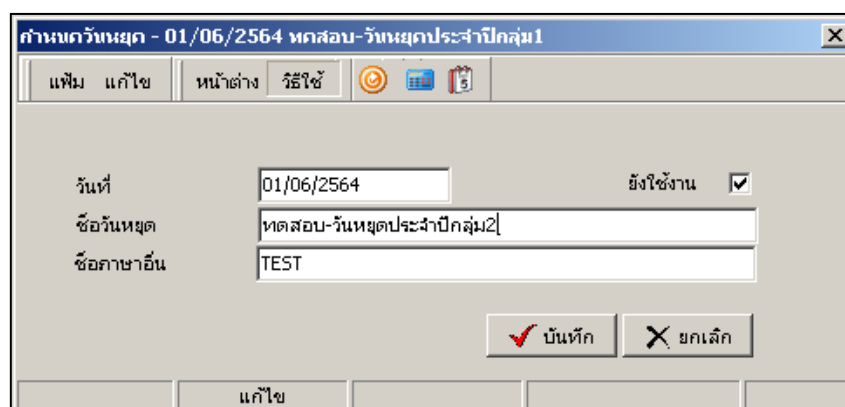 กำหนดวันหยุด - 01/06/2564 ทดสอบ-วันหยุดประจำปีกลุ่ม1
แฟ้ม แก้ไข หน้าต่าง วิธีใช้ 5
วันที่ 01/06/2564 ยังใช้งาน
ชื่อวันหยุด ทดสอบ-วันหยุดประจำปีกลุ่ม2
ชื่อภาษาอื่น TEST
บันทึก ยกเลิก
แก้ไข